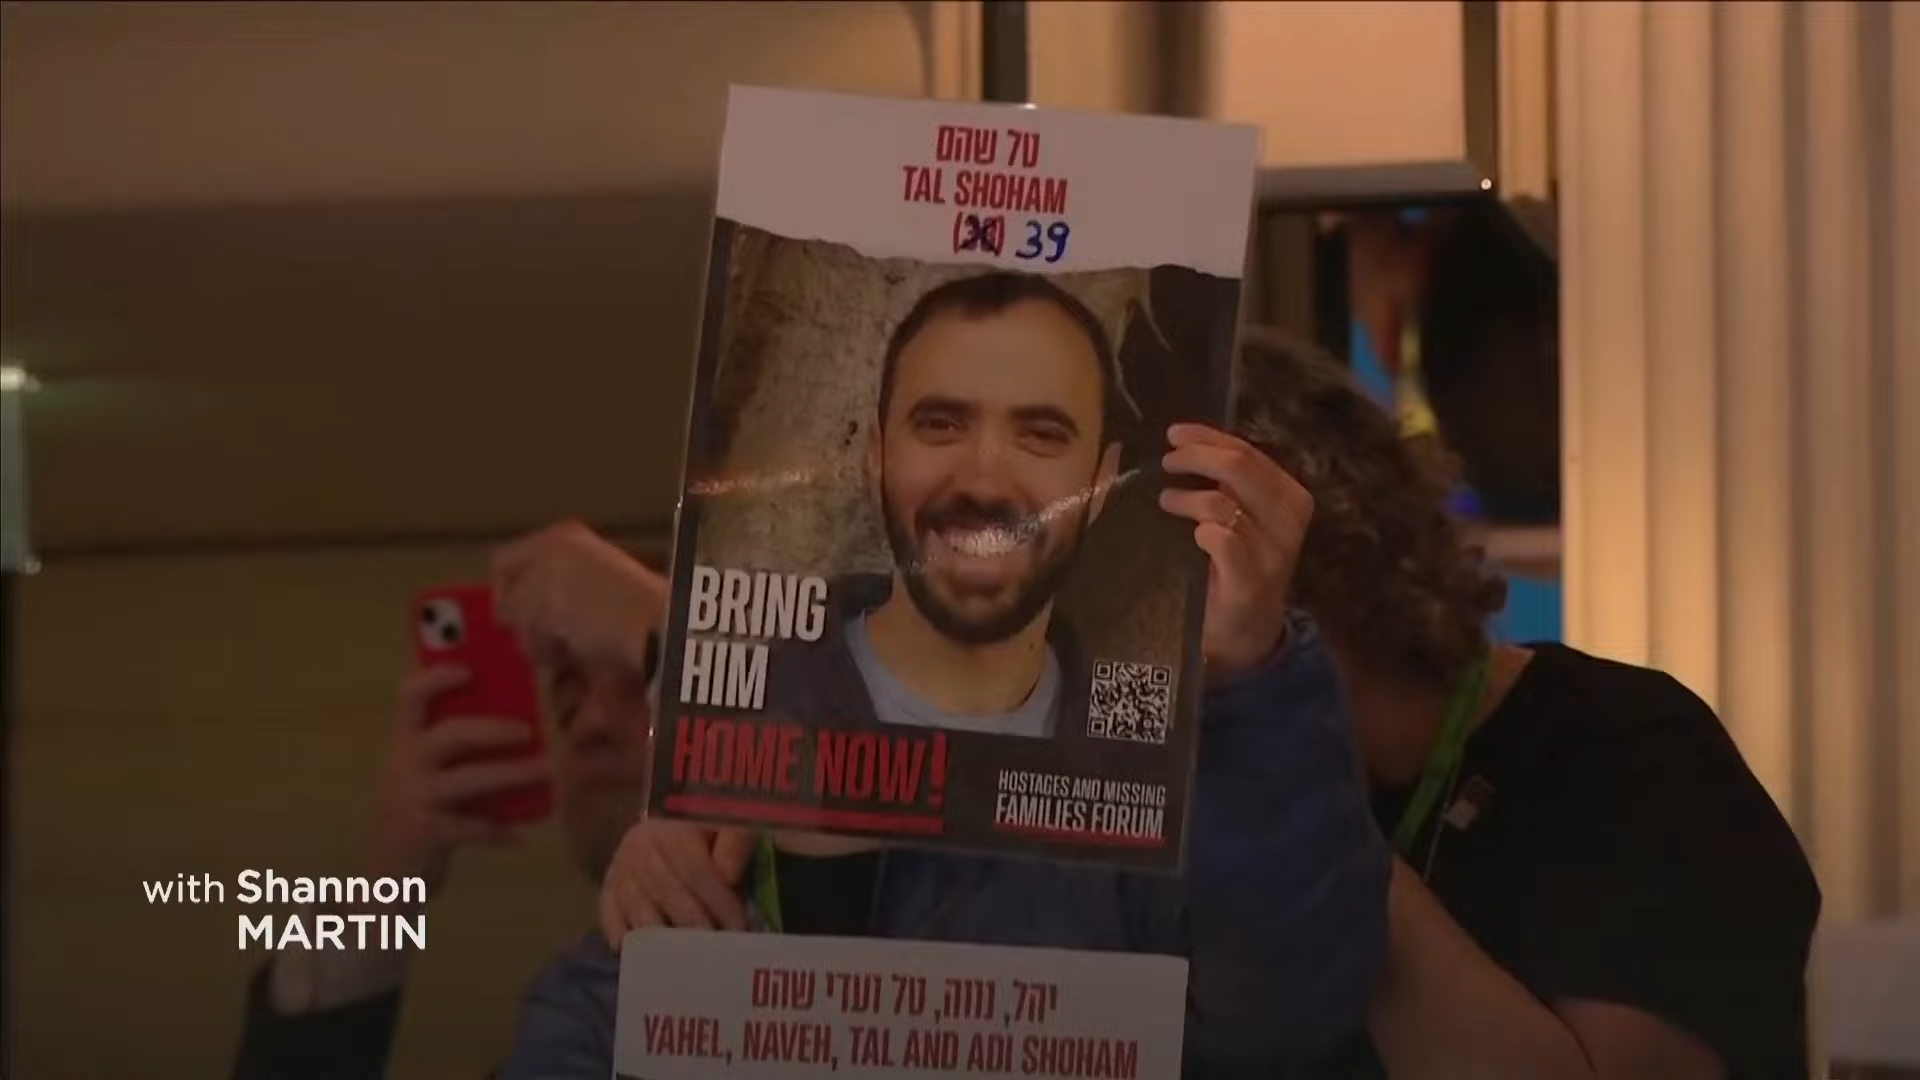 טל שהם
TAL SHOHAM
(38) 39
BRING
HIM
HOME NOW!
HOSTAGES AND MISSING
FAMILIES FORUM
with Shannon
MARTIN
יהל, נווה, טל ועדי שהם
YAHEL, NAVEH, TAL AND ADI SHOHAM